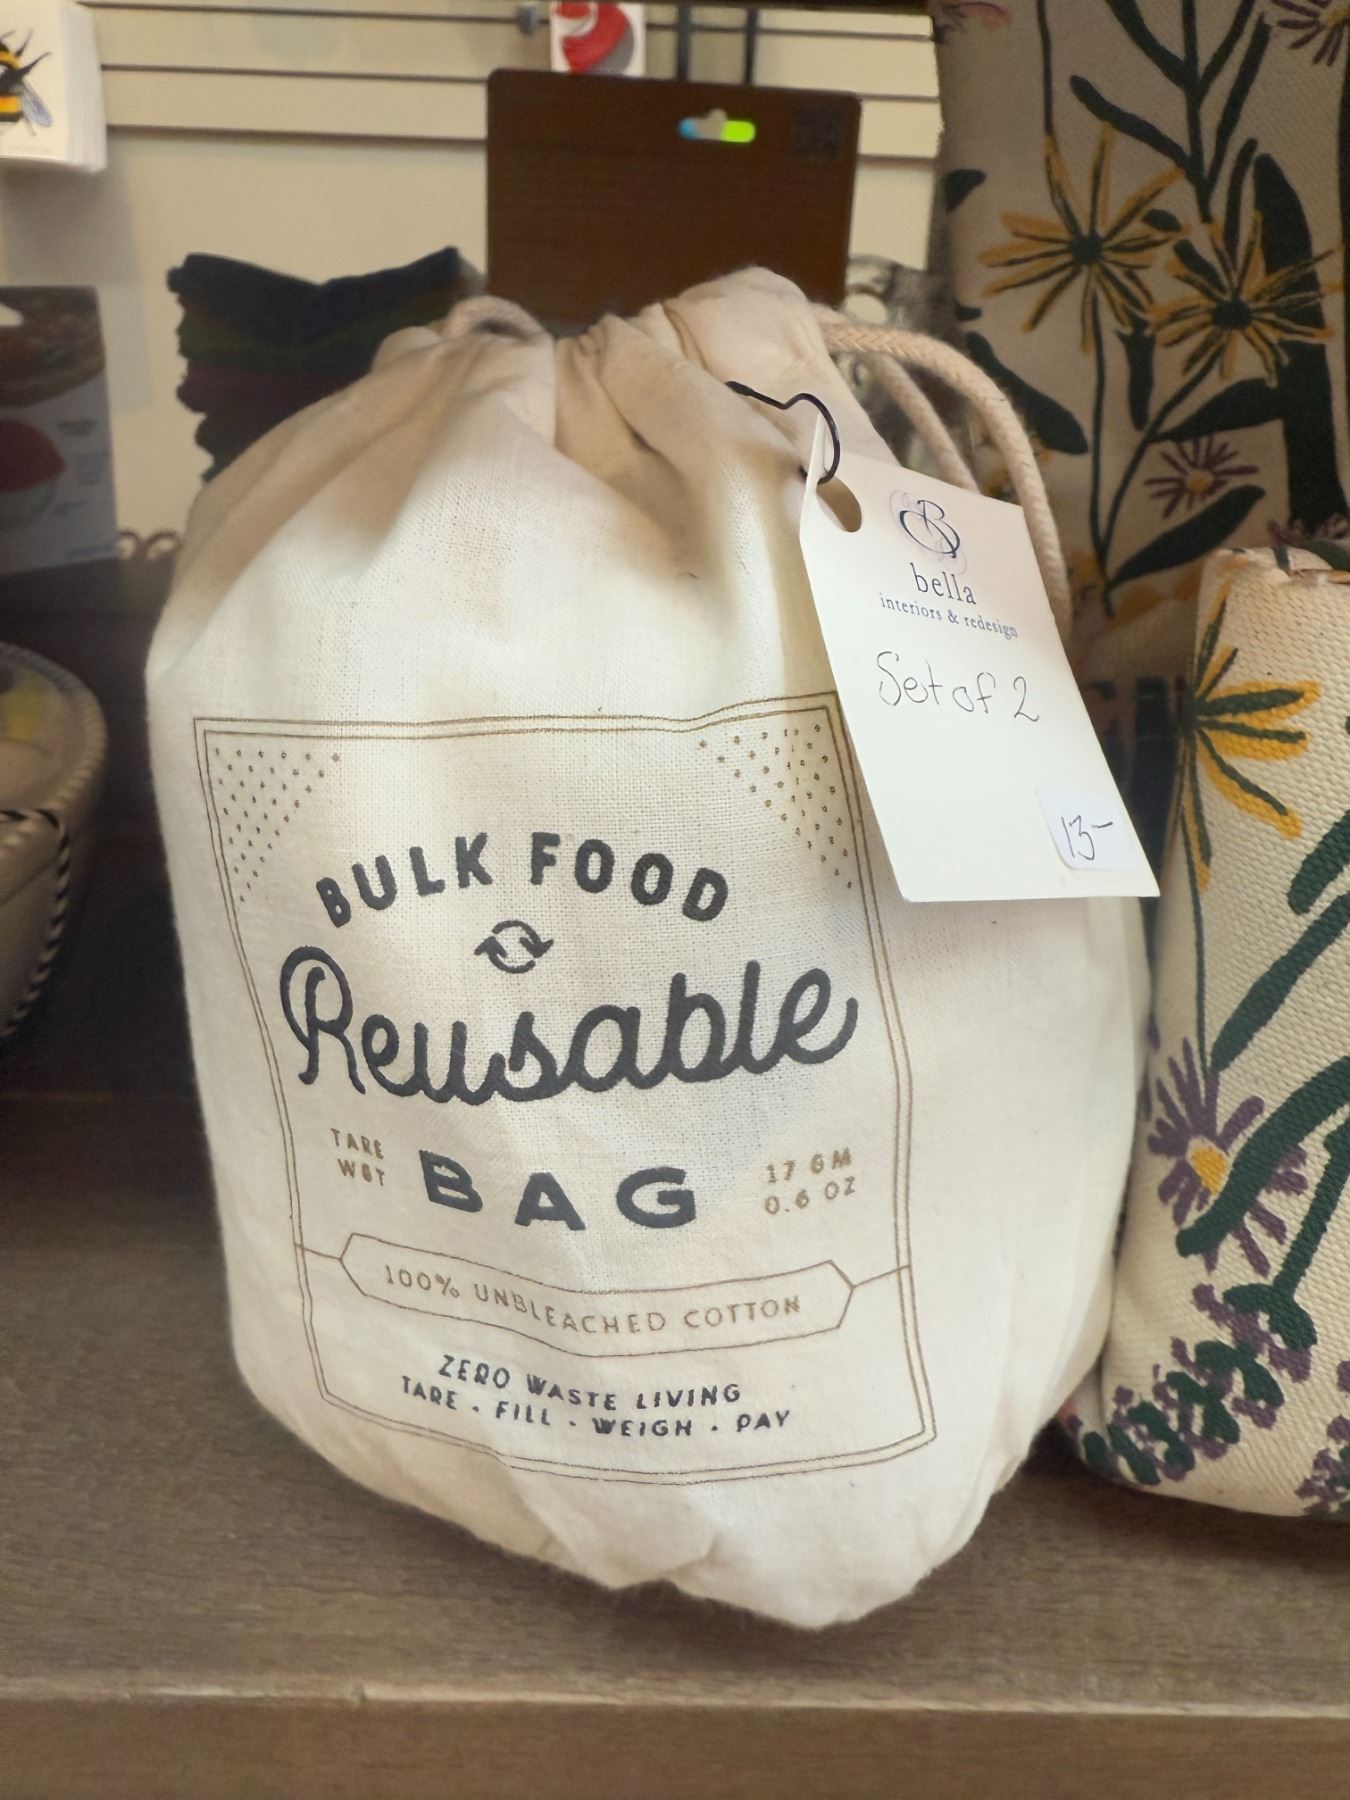 bella
interiors & redesign
Set of 2
13-
BULK FOOD
Reusable
TARE
WGT
BAG
17 GM
0.6 OZ
100% UNBLEACHED COTTON
ZERO WASTE LIVING
TARE · FILL · WEIGH · PAY